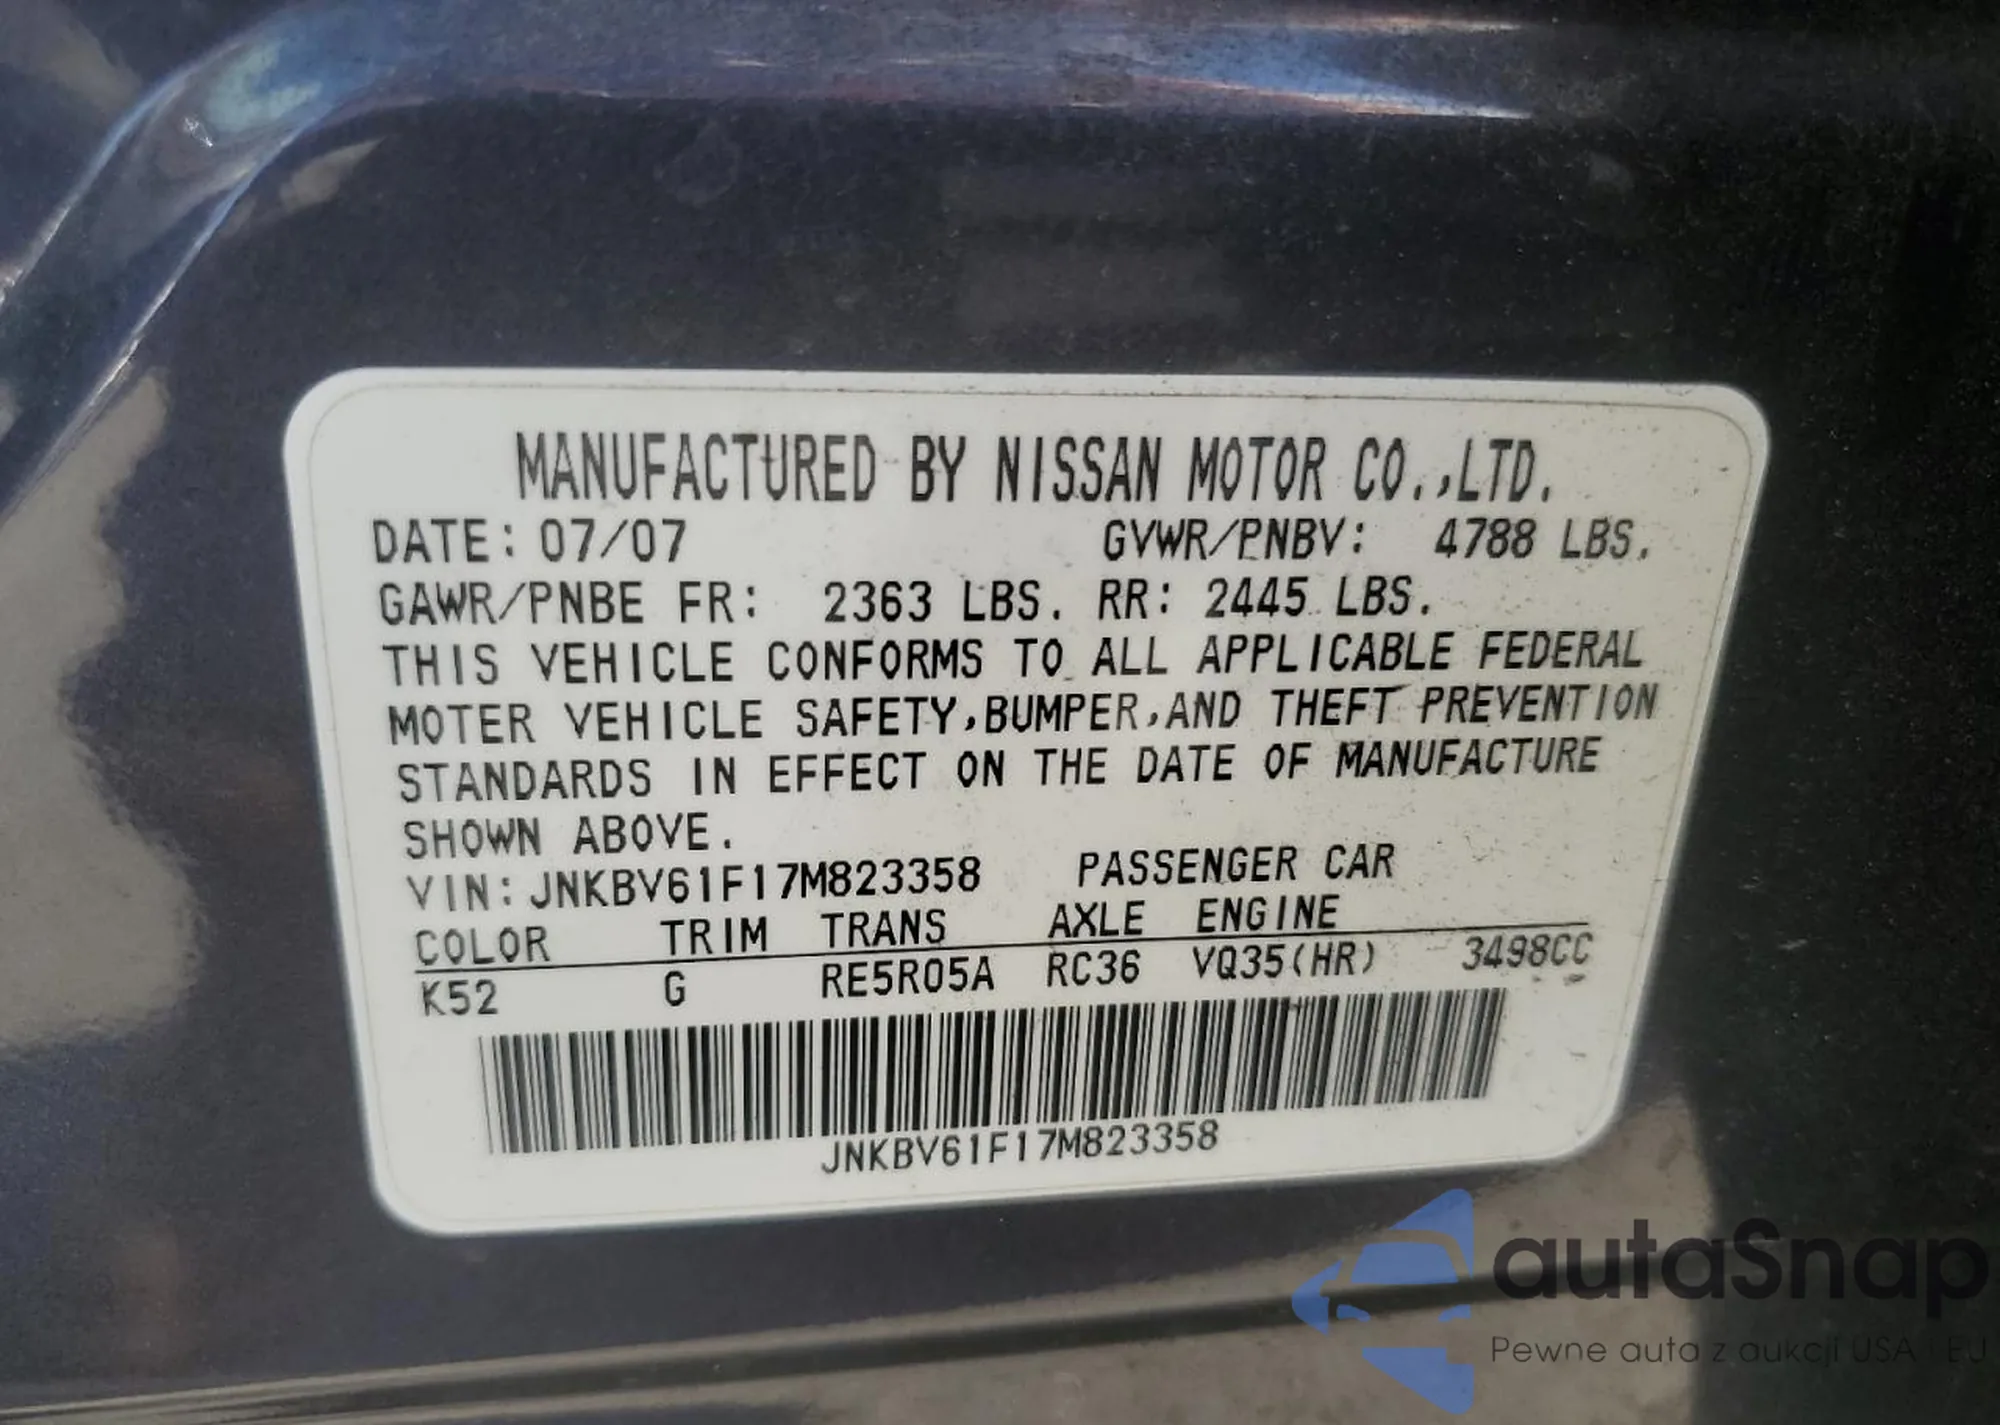 MANUFACTURED BY NISSAN MOTOR CO.,LTD.
DATE: 07/07 GVWR/PNBV: 4788 LBS.
GAWR/PNBE FR: 2363 LBS. RR: 2445 LBS.
THIS VEHICLE CONFORMS TO ALL APPLICABLE FEDERAL
MOTER VEHICLE SAFETY,BUMPER,AND THEFT PREVENTION
STANDARDS IN EFFECT ON THE DATE OF MANUFACTURE
SHOWN ABOVE.
VIN:JNKBV61F17M823358 PASSENGER CAR
COLOR TRIM TRANS AXLE ENGINE
K52 G RE5R05A RC36 VQ35(HR) 3498CC
JNKBV61F17M823358
autaSnap
Pewne auta z aukcji USA i EU